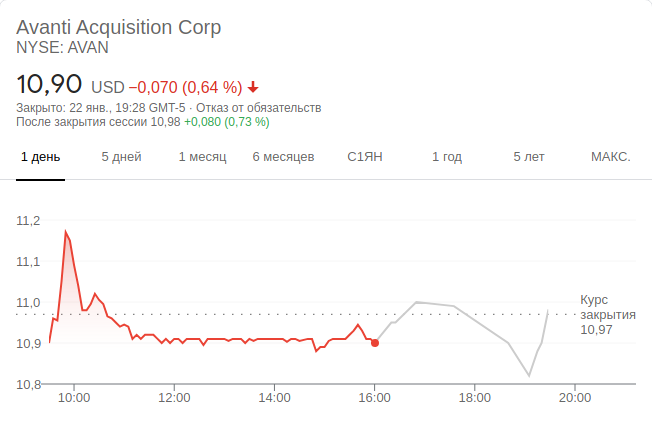 Avanti Acquisition Corp
NYSE: AVAN
10,90 USD −0,070 (0,64 %)
Закрыто: 22 янв., 19:28 GMT-5 · Отказ от обязательств
После закрытия сессии 10,98 +0,080 (0,73 %)
1 день 5 дней 1 месяц 6 месяцев С1ЯН 1 год 5 лет МАКС.
11,2
11,1
11,0
10,9
10,8
Курс
закрытия
10,97
10:00 12:00 14:00 16:00 18:00 20:00